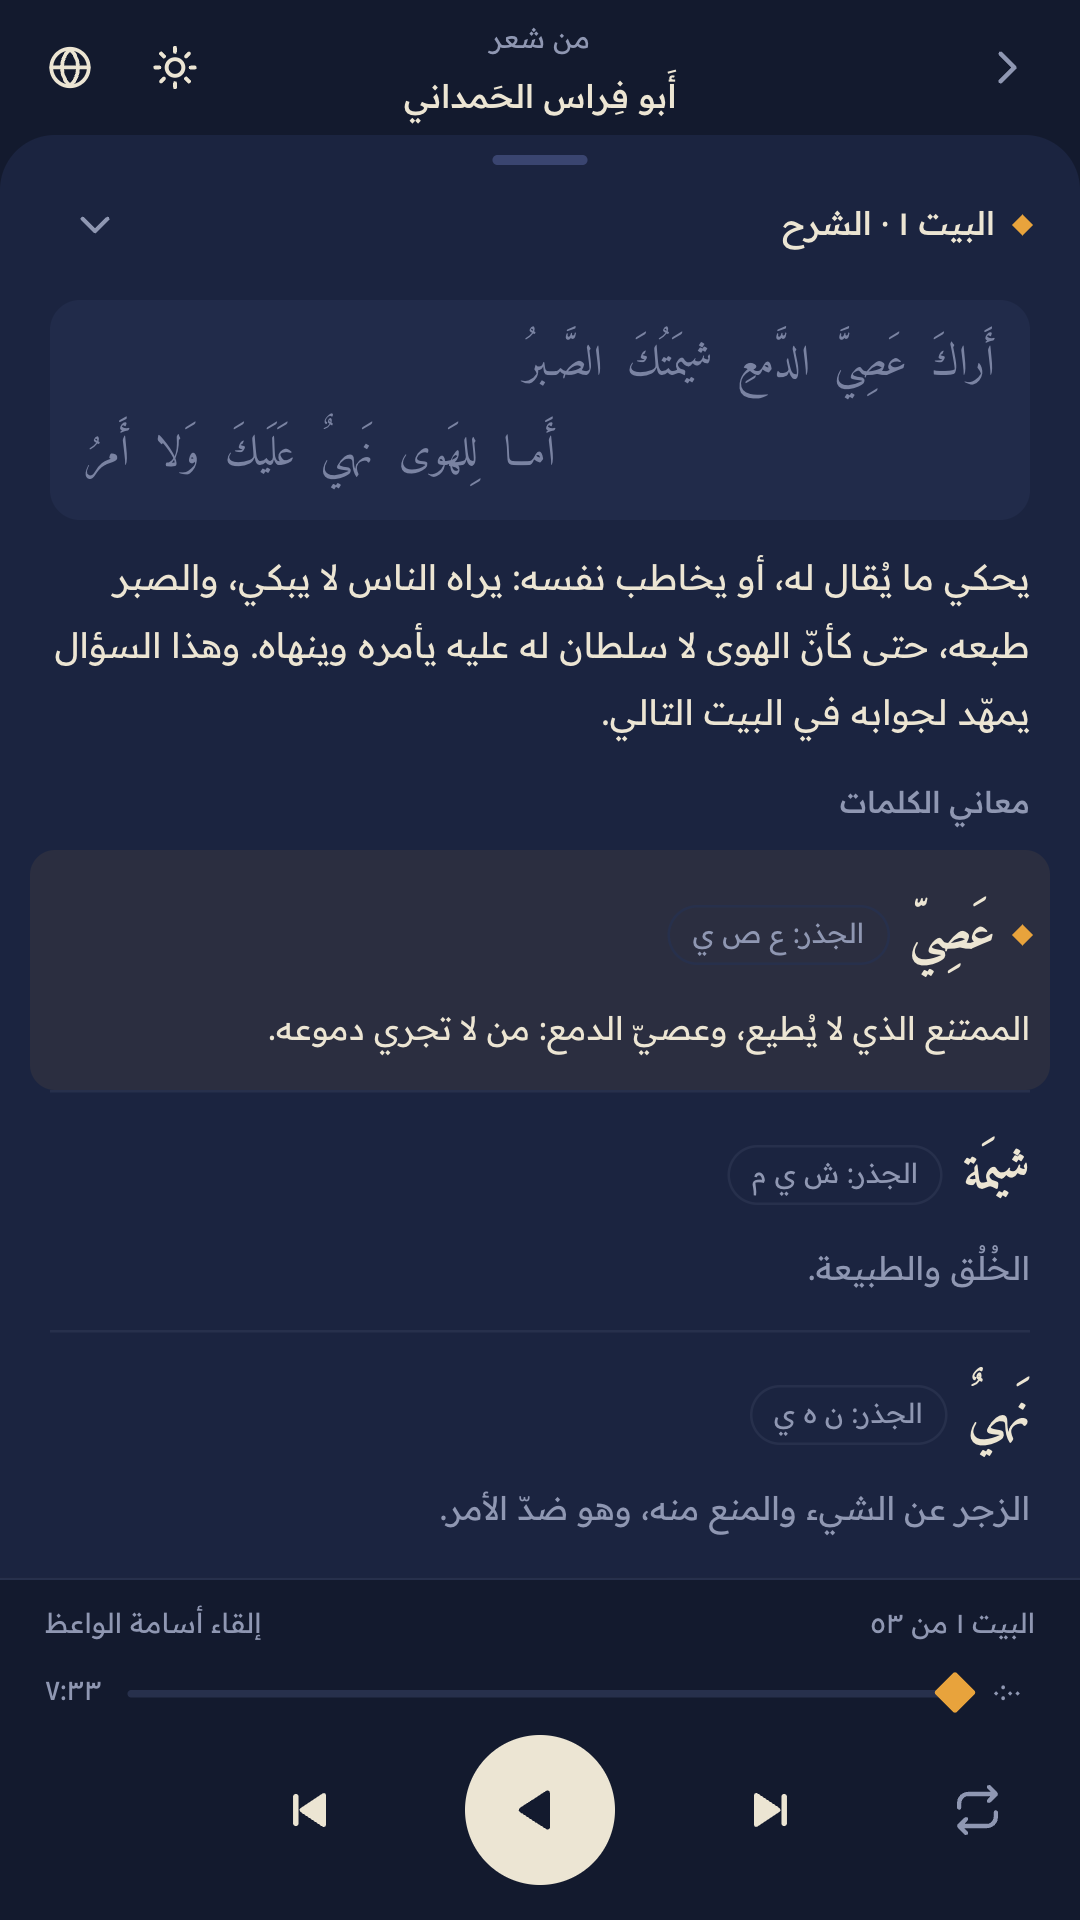 من شعر
أَبو فِراس الحَمداني
البيت ١ · الشرح
أَراكَ عَصِيَّ الدَّمعِ شيمَتُكَ الصَّبرُ
أَمـا لِلهَوى نَهيٌ عَلَيكَ وَلا أَمرُ
يحكي ما يُقال له، أو يخاطب نفسه: يراه الناس لا يبكي، والصبر
طبعه، حتى كأنّ الهوى لا سلطان له عليه يأمره وينهاه. وهذا السؤال
يمهّد لجوابه في البيت التالي.
معاني الكلمات
عَصِيّ الجذر: ع ص ي
الممتنع الذي لا يُطيع، وعصيّ الدمع: من لا تجري دموعه.
شيمَة الجذر: ش ي م
الخُلُق والطبيعة.
نَهيٌ الجذر: ن ه ي
الزجر عن الشيء والمنع منه، وهو ضدّ الأمر.
البيت ١ من ٥٣
إلقاء أسامة الواعظ
٠:٠٠
٧:٣٣